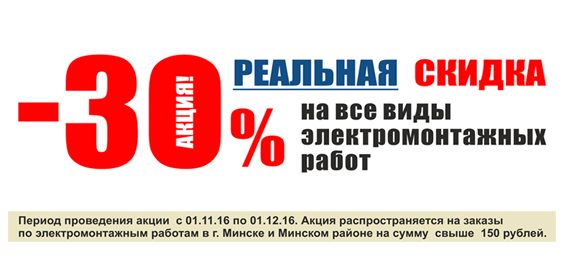 -30%
АКЦИЯ!
РЕАЛЬНАЯ СКИДКА
на все виды
электромонтажных
работ
Период проведения акции с 01.11.16 по 01.12.16. Акция распространяется на заказы
по электромонтажным работам в г. Минске и Минском районе на сумму свыше 150 рублей.